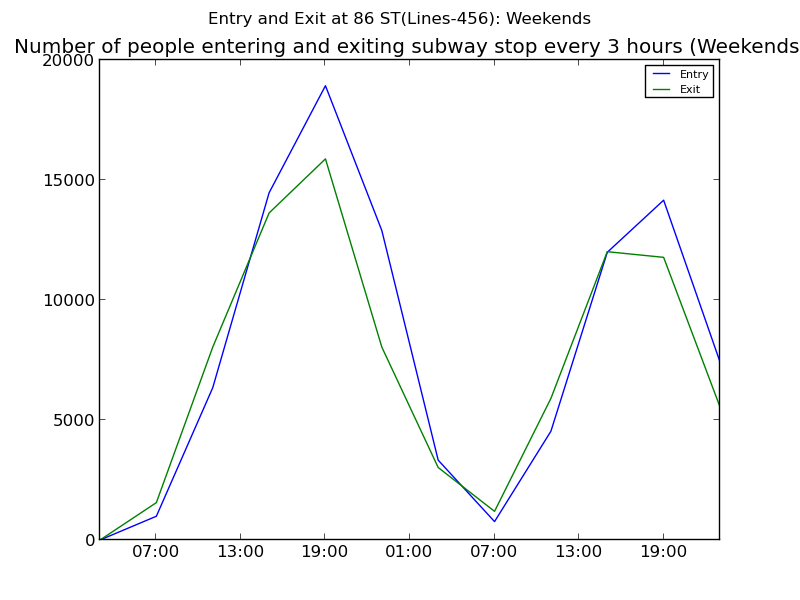 Entry and Exit at 86 ST(Lines-456): Weekends
Number of people entering and exiting subway stop every 3 hours (Weekends
Entry
Exit
20000
15000
10000
5000
0
07:00 13:00 19:00 01:00 07:00 13:00 19:00